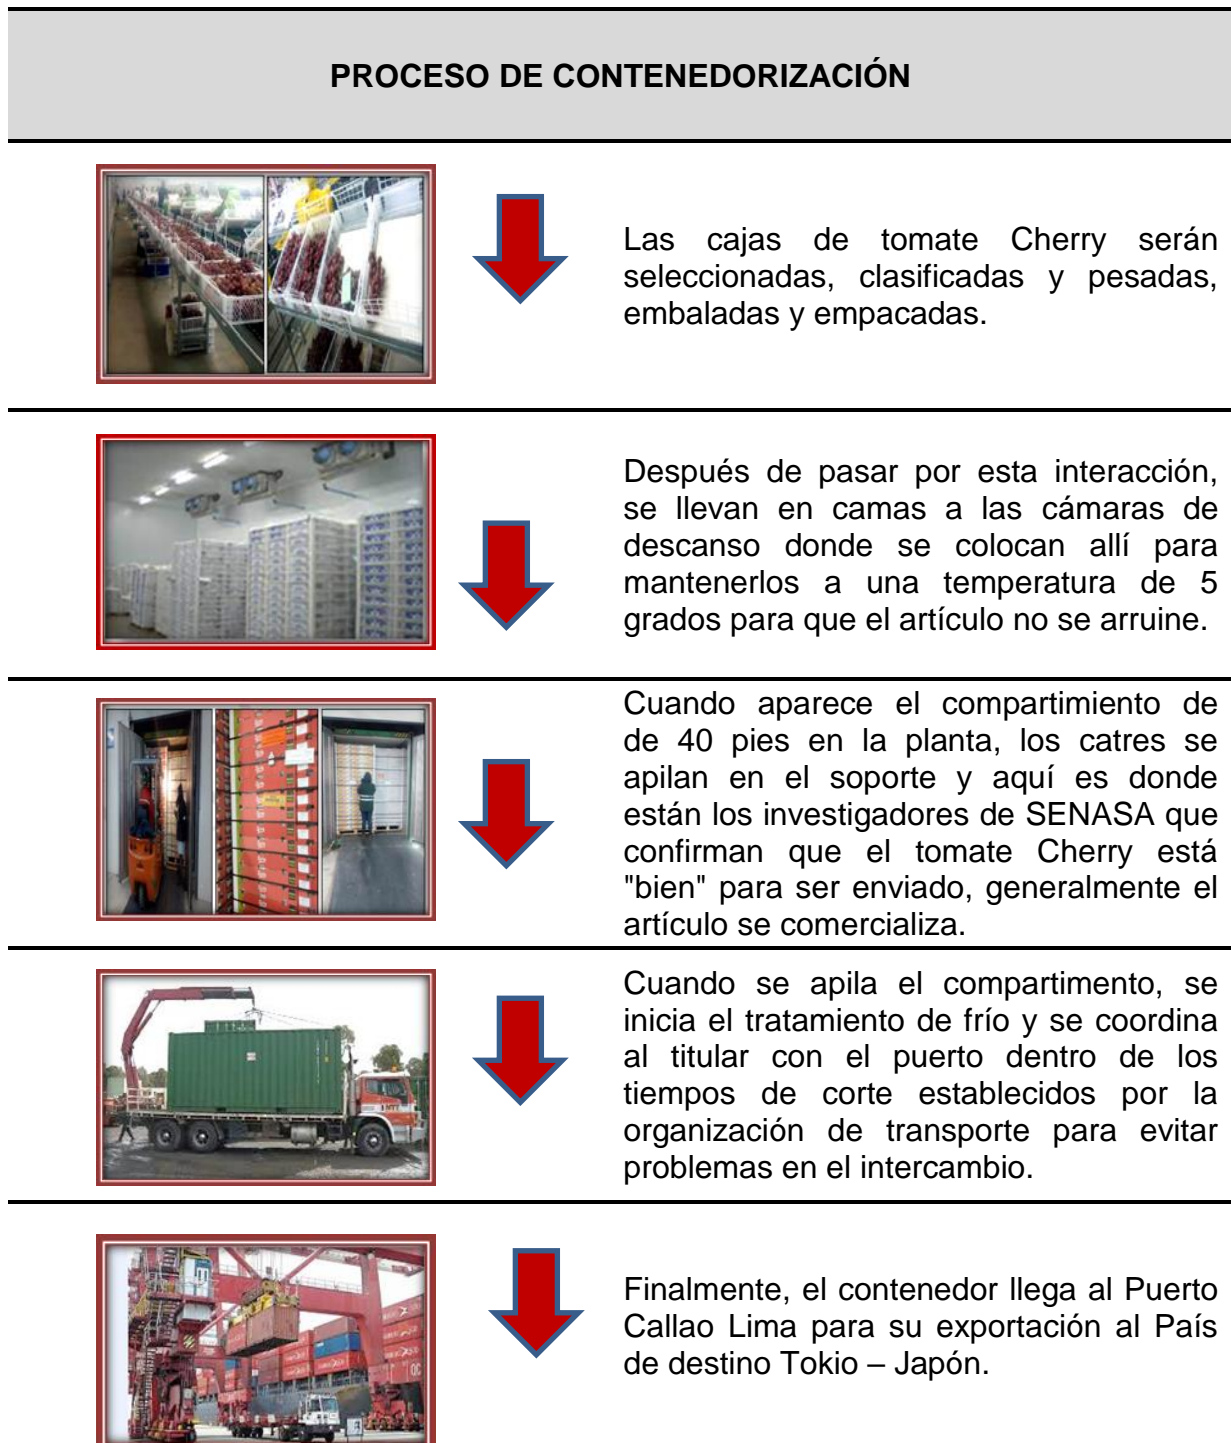 PROCESO DE CONTENEDORIZACIÓN
Las cajas de tomate Cherry serán
seleccionadas, clasificadas y pesadas,
embaladas y empacadas.
Después de pasar por esta interacción,
se llevan en camas a las cámaras de
descanso donde se colocan allí para
mantenerlos a una temperatura de 5
grados para que el artículo no se arruine.
Cuando aparece el compartimiento de
de 40 pies en la planta, los catres se
apilan en el soporte y aquí es donde
están los investigadores de SENASA que
confirman que el tomate Cherry está
"bien" para ser enviado, generalmente el
artículo se comercializa.
Cuando se apila el compartimento, se
inicia el tratamiento de frío y se coordina
al titular con el puerto dentro de los
tiempos de corte establecidos por la
organización de transporte para evitar
problemas en el intercambio.
Finalmente, el contenedor llega al Puerto
Callao Lima para su exportación al País
de destino Tokio – Japón.